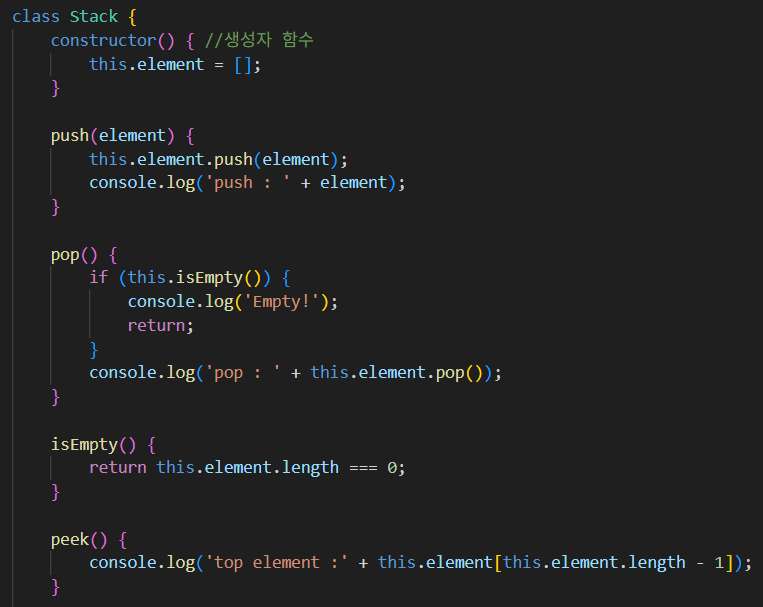 class Stack {
    constructor() { //생성자 함수
        this.element = [];
    }

    push(element) {
        this.element.push(element);
        console.log('push : ' + element);
    }

    pop() {
        if (this.isEmpty()) {
            console.log('Empty!');
            return;
        }
        console.log('pop : ' + this.element.pop());
    }

    isEmpty() {
        return this.element.length === 0;
    }

    peek() {
        console.log('top element :' + this.element[this.element.length - 1]);
    }